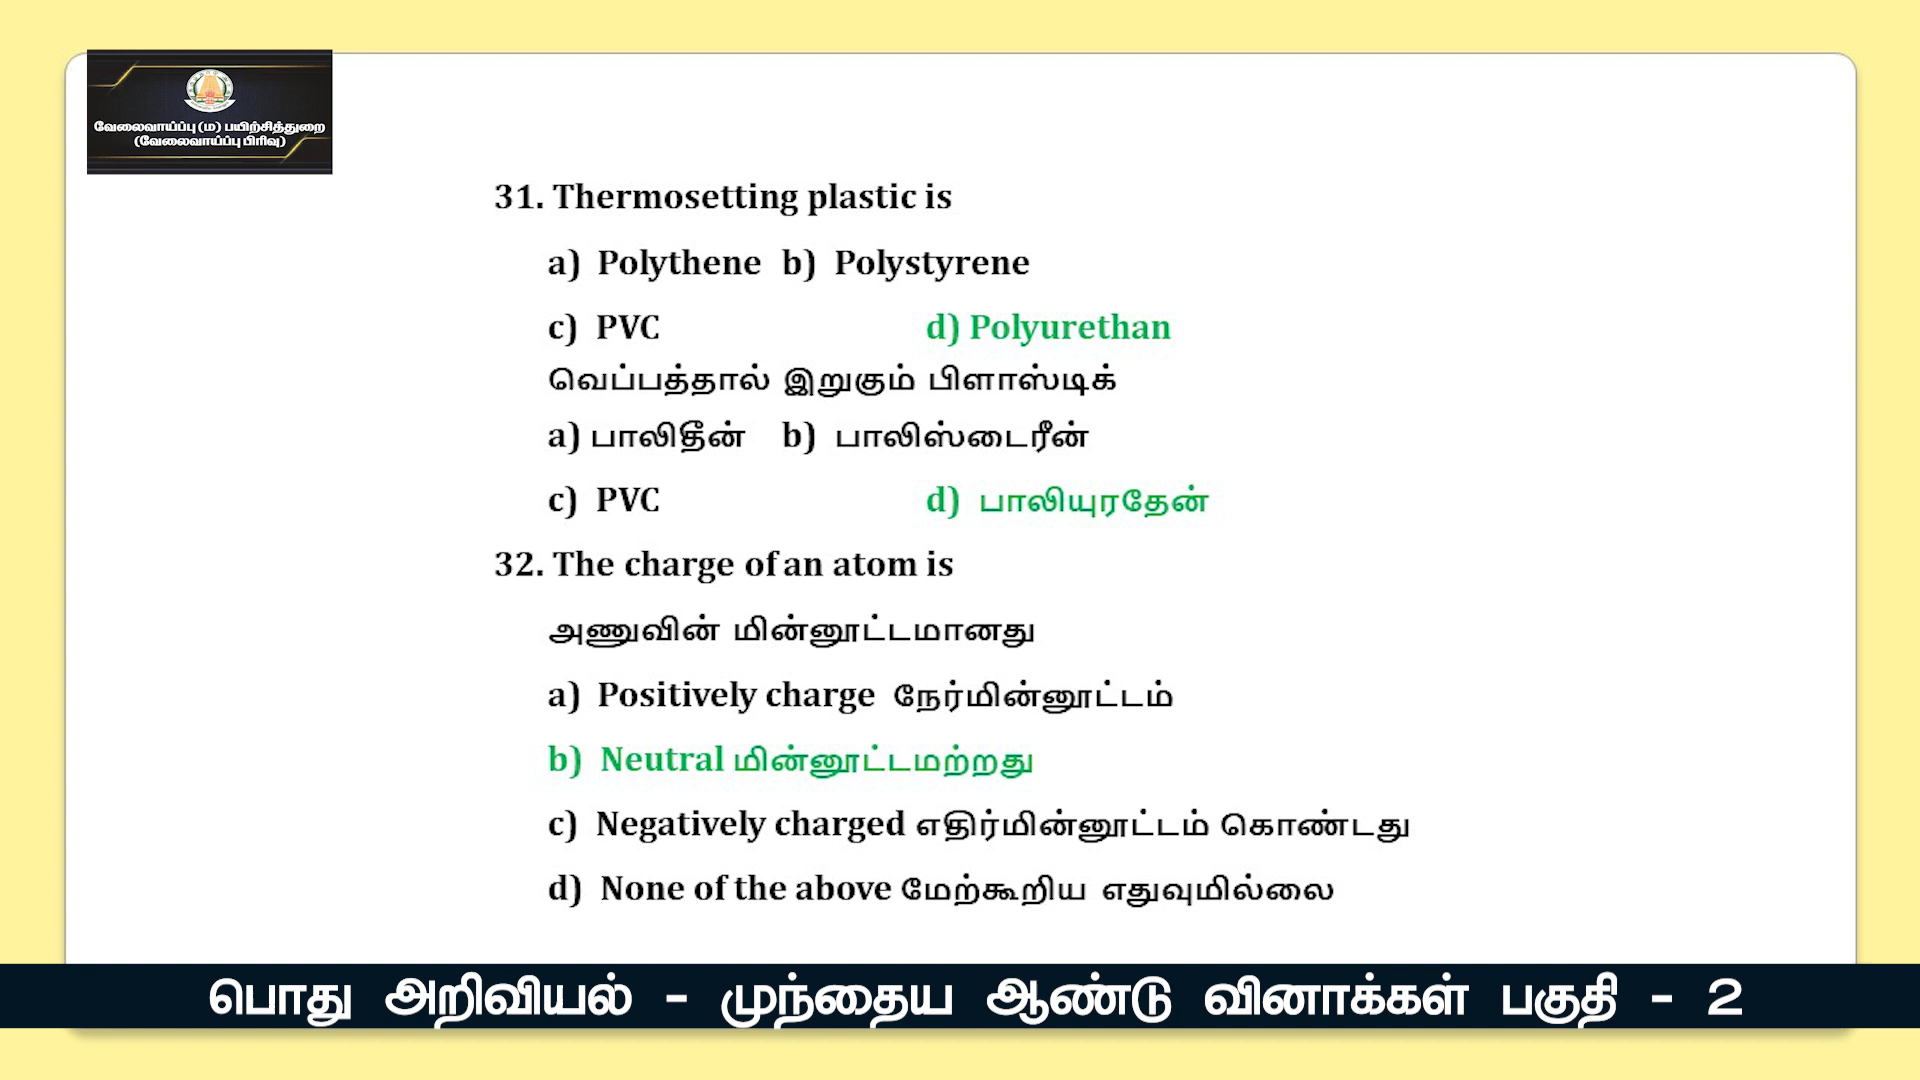 வேலைவாய்ப்பு (ம) பயிற்சித்துறை
(வேலைவாய்ப்பு பிரிவு)
31. Thermosetting plastic is
a) Polythene b) Polystyrene
c) PVC d) Polyurethan
வெப்பத்தால் இறுகும் பிளாஸ்டிக்
a) பாலிதீன் b) பாலிஸ்டைரீன்
c) PVC d) பாலியுரதேன்
32. The charge of an atom is
அணுவின் மின்னூட்டமானது
a) Positively charge நேர்மின்னூட்டம்
b) Neutral மின்னூட்டமற்றது
c) Negatively charged எதிர்மின்னூட்டம் கொண்டது
d) None of the above மேற்கூறிய எதுவுமில்லை
பொது அறிவியல் - முந்தைய ஆண்டு வினாக்கள் பகுதி - 2